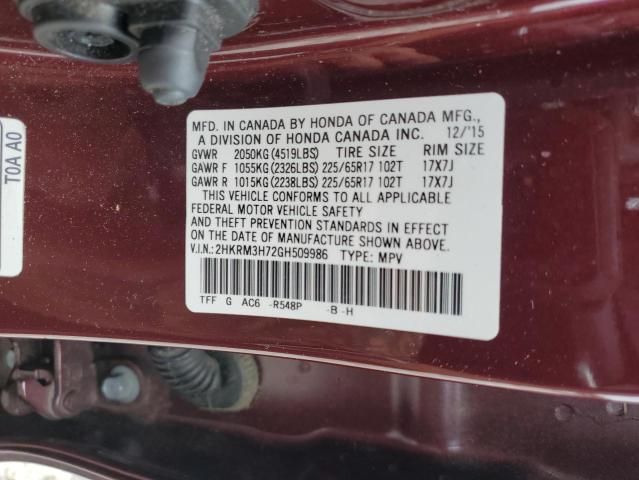 MFD. IN CANADA BY HONDA OF CANADA MFG.,
A DIVISION OF HONDA CANADA INC. 12/'15
GVWR 2050KG(4519LBS) TIRE SIZE RIM SIZE
GAWR F 1055KG(2326LBS) 225/65R17 102T 17X7J
GAWR R 1015KG(2238LBS) 225/65R17 102T 17X7J
THIS VEHICLE CONFORMS TO ALL APPLICABLE
FEDERAL MOTOR VEHICLE SAFETY
AND THEFT PREVENTION STANDARDS IN EFFECT
ON THE DATE OF MANUFACTURE SHOWN ABOVE.
V.I.N.:2HKRM3H72GH509986 TYPE: MPV
TFF G AC6 -R548P -B -H
TOA AO